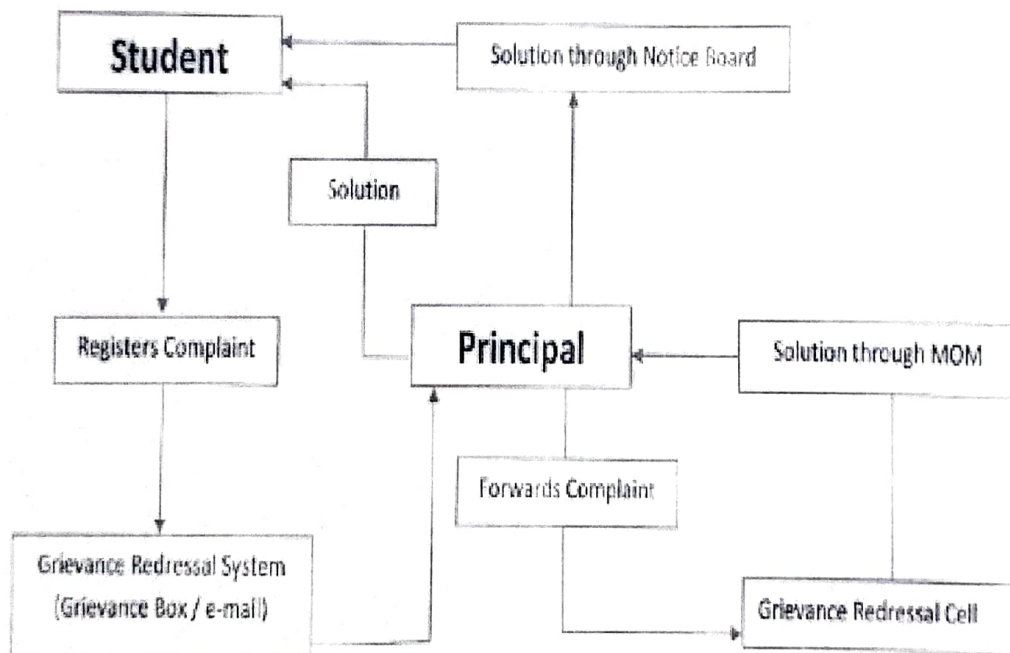 Student
Solution through Notice Board
Solution
Registers Complaint
Principal
Solution through MOM
Forwards Complaint
Grievance Redressal System
(Grievance Box / e-mail)
Grievance Redressal Cell